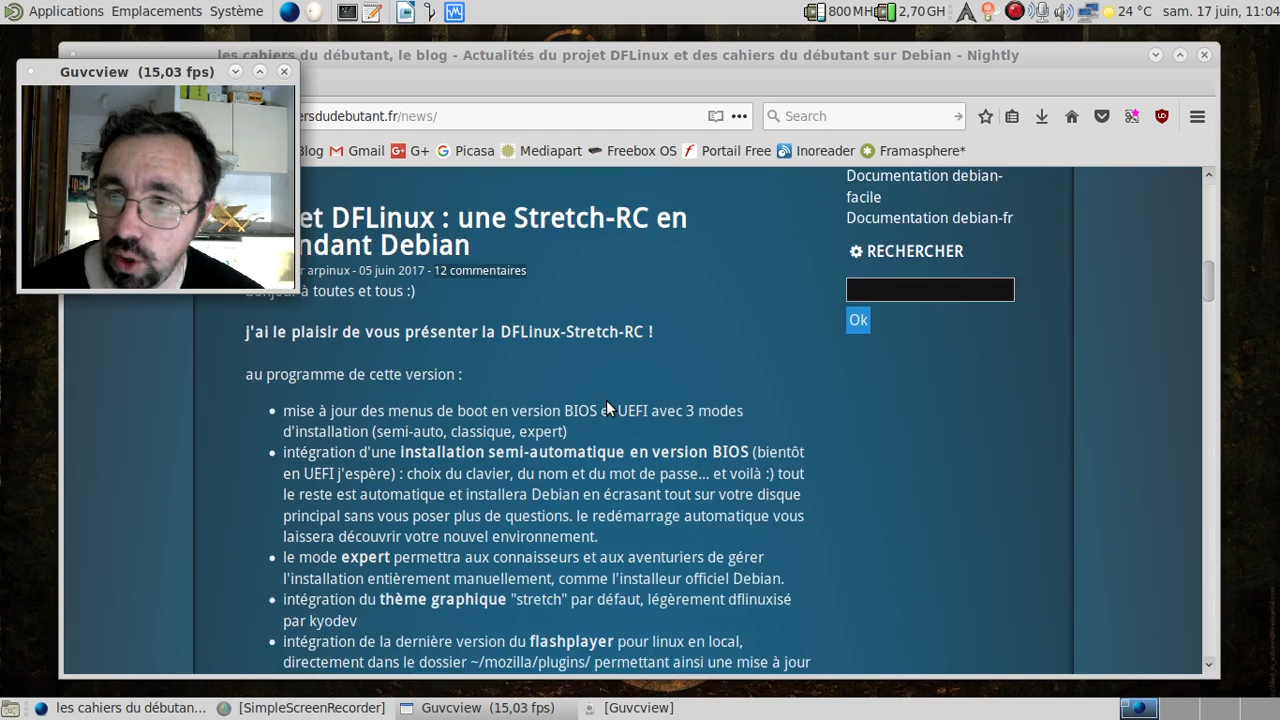 Applications Emplacements Système 800 MH 2,70 GH 24 °C sam. 17 juin, 11:04
les cahiers du débutant, le blog - Actualités du projet DFLinux et des cahiers du débutant sur Debian - Nightly
Guvcview (15,03 fps)
ersdudebutant.fr/news/
Search
Blog Gmail G+ Picasa Mediapart Freebox OS Portail Free Inoreader Framasphere*
Documentation debian-
facile
Documentation debian-fr
RECHERCHER
Ok
et DFLinux : une Stretch-RC en
ndant Debian
r arpinux - 05 juin 2017 - 12 commentaires
bonjour à toutes et tous :)
j'ai le plaisir de vous présenter la DFLinux-Stretch-RC !
au programme de cette version :
mise à jour des menus de boot en version BIOS et UEFI avec 3 modes
d'installation (semi-auto, classique, expert)
intégration d'une installation semi-automatique en version BIOS (bientôt
en UEFI j'espère) : choix du clavier, du nom et du mot de passe... et voilà :) tout
le reste est automatique et installera Debian en écrasant tout sur votre disque
principal sans vous poser plus de questions. le redémarrage automatique vous
laissera découvrir votre nouvel environnement.
le mode expert permettra aux connaisseurs et aux aventuriers de gérer
l'installation entièrement manuellement, comme l'installeur officiel Debian.
intégration du thème graphique "stretch" par défaut, légèrement dflinuxisé
par kyodev
intégration de la dernière version du flashplayer pour linux en local,
directement dans le dossier ~/mozilla/plugins/ permettant ainsi une mise à jour
les cahiers du débutan... [SimpleScreenRecorder] Guvcview (15,03 fps) [Guvcview]